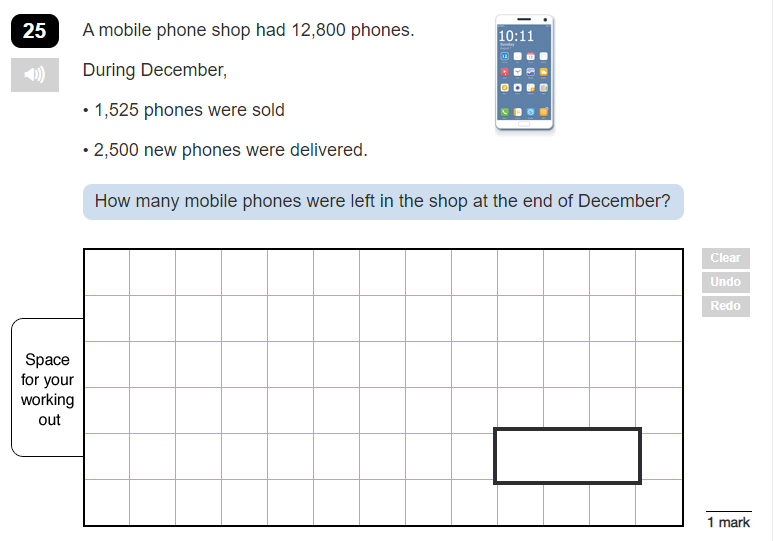 25
A mobile phone shop had 12,800 phones.
During December,
• 1,525 phones were sold
• 2,500 new phones were delivered.
10:11
How many mobile phones were left in the shop at the end of December?
Clear
Undo
Redo
Space
for your
working
out
1 mark